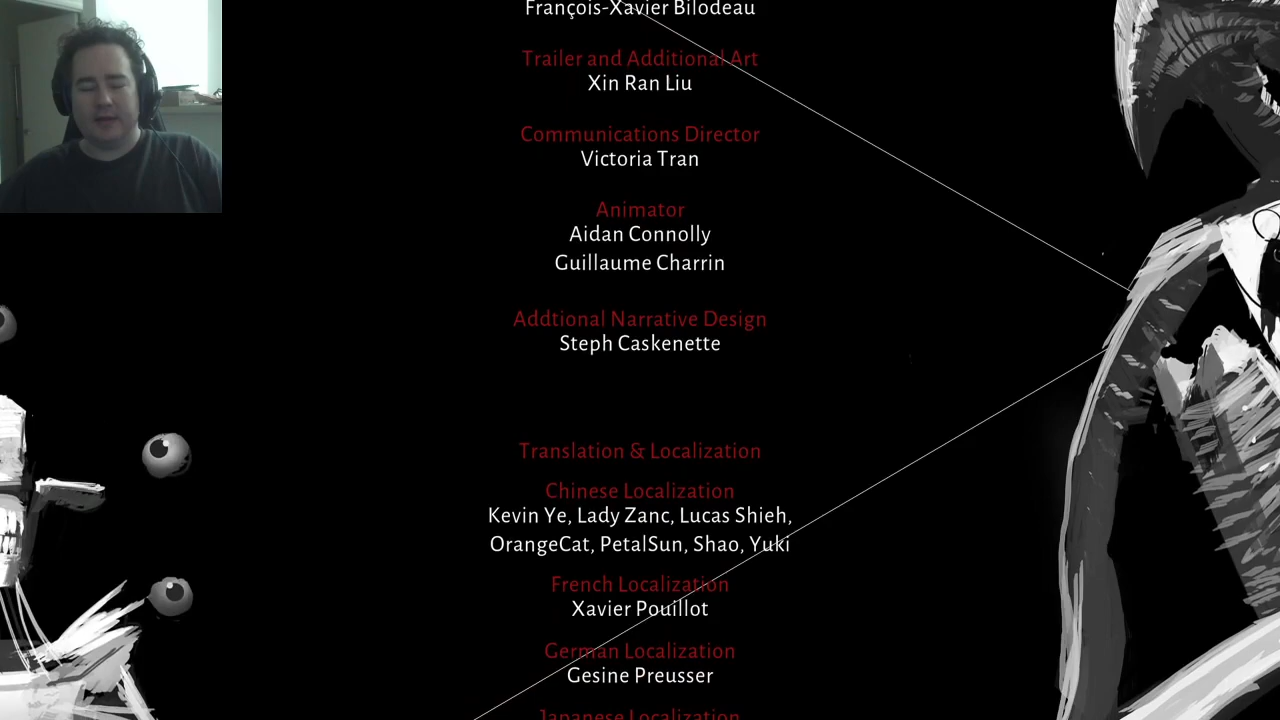 François-Xavier Bilodeau
Trailer and Additional Art
Xin Ran Liu
Communications Director
Victoria Tran
Animator
Aidan Connolly
Guillaume Charrin
Addtional Narrative Design
Steph Caskenette
Translation & Localization
Chinese Localization
Kevin Ye, Lady Zanc, Lucas Shieh,
OrangeCat, PetalSun, Shao, Yuki
French Localization
Xavier Pouillot
German Localization
Gesine Preusser
Japanese Localization